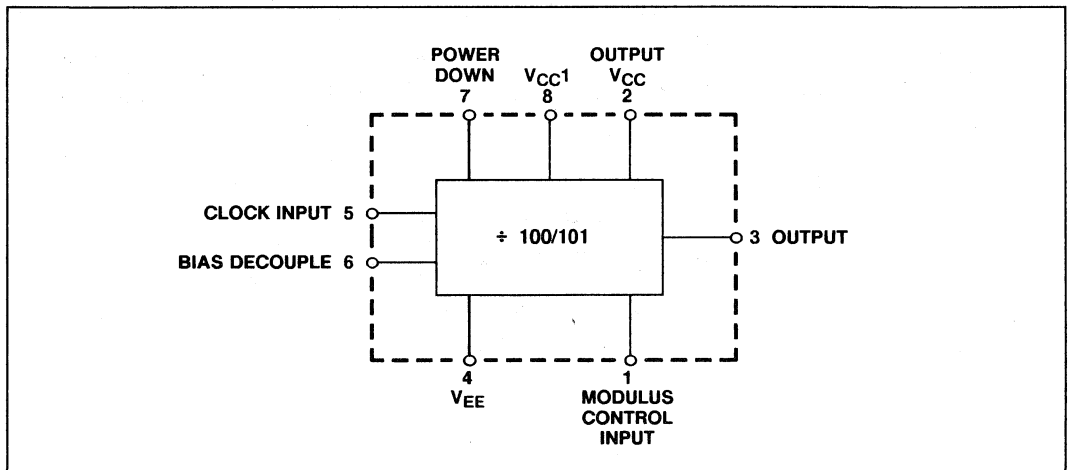 POWER
DOWN
7
VCC1
8
OUTPUT
VCC
2
CLOCK INPUT 5
BIAS DECOUPLE 6
÷ 100/101
3 OUTPUT
4
VEE
1
MODULUS
CONTROL
INPUT